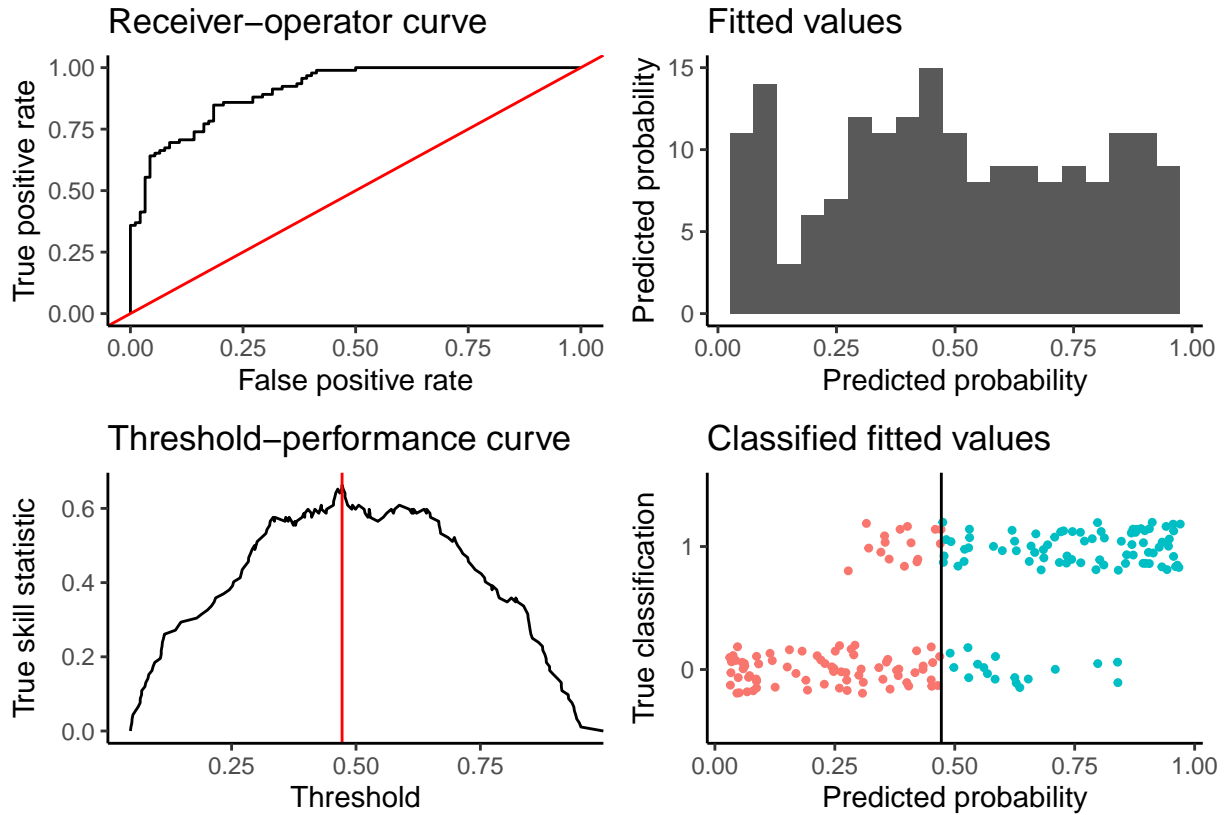 Receiver−operator curve
True positive rate
1.00
0.75
0.50
0.25
0.00
0.00 0.25 0.50 0.75 1.00
False positive rate
Fitted values
Predicted probability
15
10
5
0
0.00 0.25 0.50 0.75 1.00
Predicted probability
Threshold−performance curve
True skill statistic
0.6
0.4
0.2
0.0
0.25 0.50 0.75
Threshold
Classified fitted values
True classification
1
0
0.00 0.25 0.50 0.75 1.00
Predicted probability